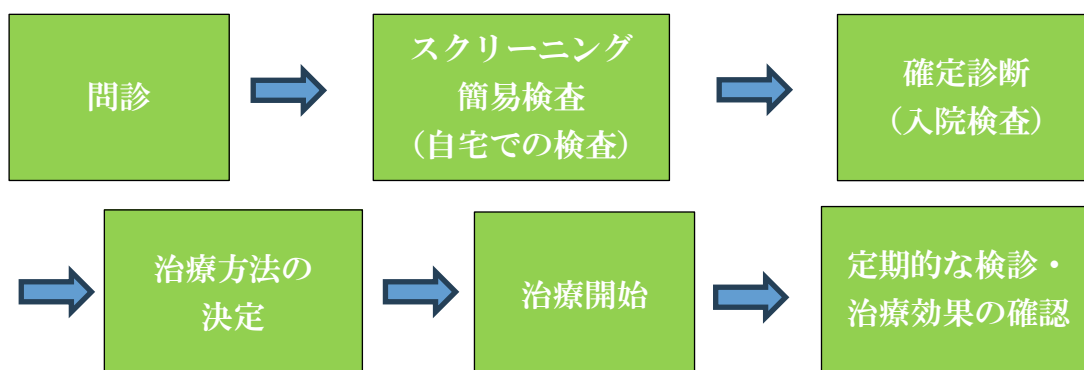 問診
スクリーニング
簡易検査
（自宅での検査）
確定診断
（入院検査）
治療方法の
決定
治療開始
定期的な検診・
治療効果の確認